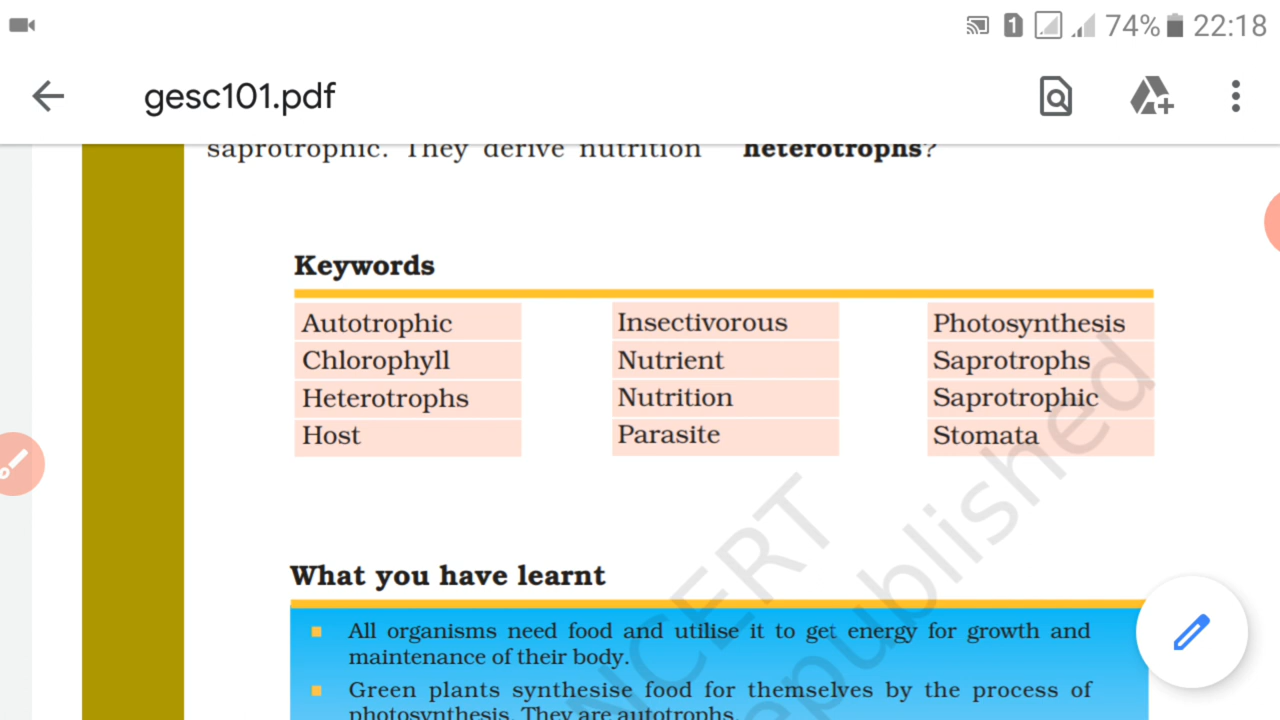 74% 22:18
1
gesc101.pdf
saprotrophic. They derive nutrition
heterotrophs?
Keywords
Autotrophic
Chlorophyll
Heterotrophs
Host
Insectivorous
Nutrient
Nutrition
Parasite
Photosynthesis
Saprotrophs
Saprotrophic
Stomata
What you have learnt
All organisms need food and utilise it to get energy for growth and
maintenance of their body.
Green plants synthesise food for themselves by the process of
photosynthesis. They are autotrophs.
NCERT
republished